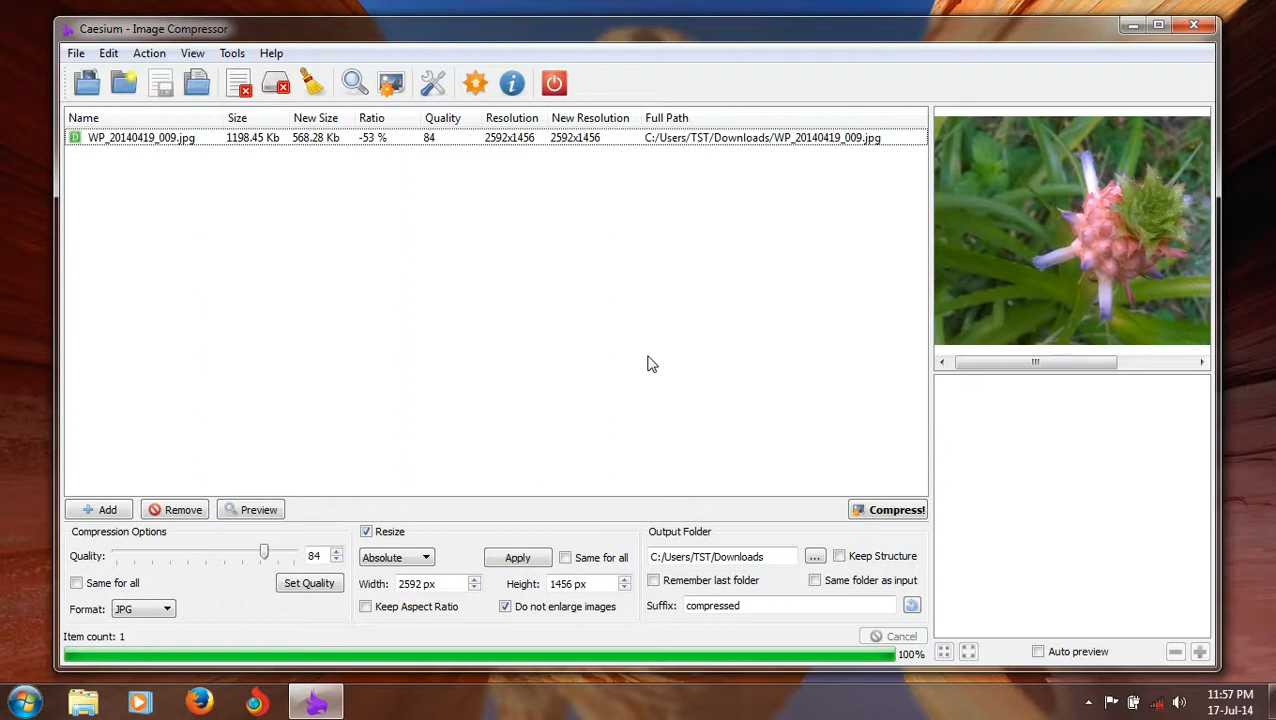 Caesium - Image Compressor
File Edit Action View Tools Help
Name Size New Size Ratio Quality Resolution New Resolution Full Path
D WP_20140419_009.jpg 1198.45 Kb 568.28 Kb -53 % 84 2592x1456 2592x1456 C:/Users/TST/Downloads/WP_20140419_009.jpg
Add Remove Preview Compress!
Compression Options Resize Output Folder
Quality: 84 Absolute Apply Same for all C:/Users/TST/Downloads ... Keep Structure
Same for all Set Quality Width: 2592 px Height: 1456 px Remember last folder Same folder as input
Format: JPG Keep Aspect Ratio Do not enlarge images Suffix: compressed
Item count: 1 Cancel
100% Auto preview
11:57 PM
17-Jul-14